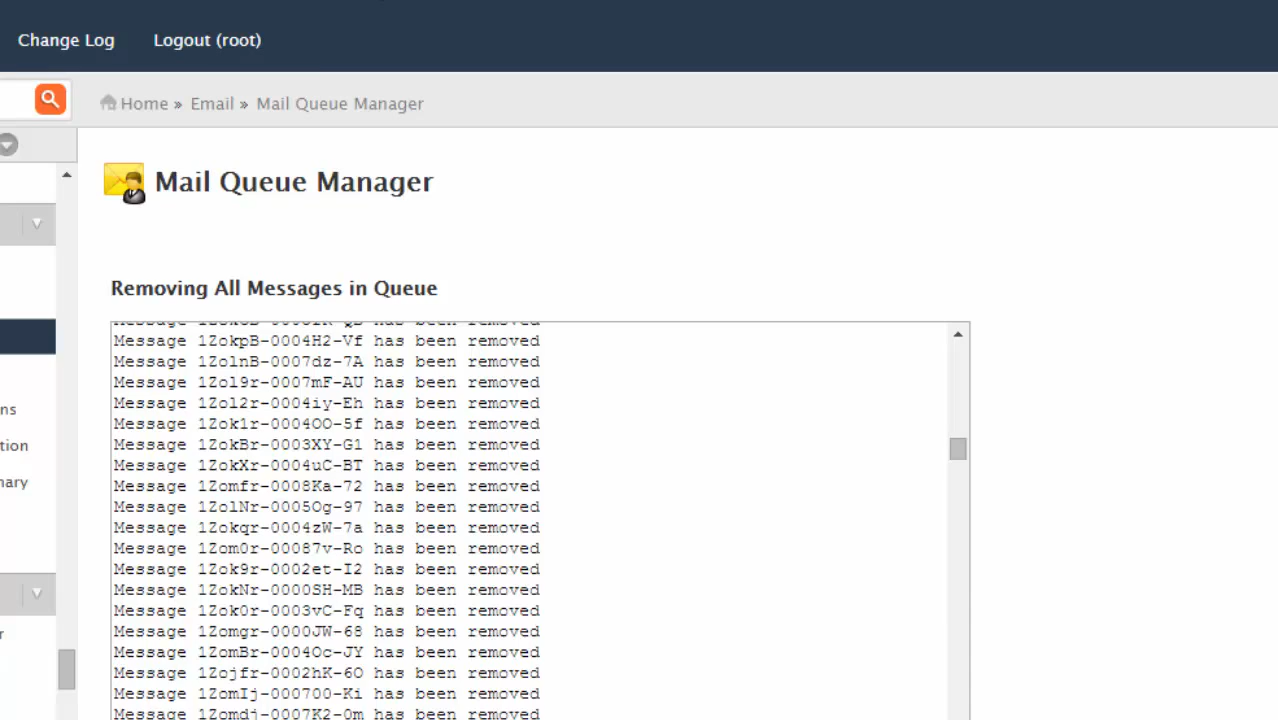 Change Log Logout (root)
Home » Email » Mail Queue Manager
Mail Queue Manager
Removing All Messages in Queue
Message 1ZokpB-0004H2-Vf has been removed
Message 1ZolnB-0007dz-7A has been removed
Message 1Zol9r-0007mF-AU has been removed
Message 1Zol2r-0004iy-Eh has been removed
Message 1Zok1r-0004OO-5f has been removed
Message 1ZokBr-0003XY-G1 has been removed
Message 1ZokXr-0004uC-BT has been removed
Message 1Zomfr-0008Ka-72 has been removed
Message 1ZolNr-0005Og-97 has been removed
Message 1Zokqr-0004zW-7a has been removed
Message 1Zom0r-00087v-Ro has been removed
Message 1Zok9r-0002et-I2 has been removed
Message 1ZokNr-0000SH-MB has been removed
Message 1Zok0r-0003vC-Fq has been removed
Message 1Zomgr-0000JW-68 has been removed
Message 1ZomBr-0004Oc-JY has been removed
Message 1Zojfr-0002hK-6O has been removed
Message 1ZomIj-000700-Ki has been removed
Message 1Zomdj-0007K2-0m has been removed
ns
tion
nary
r